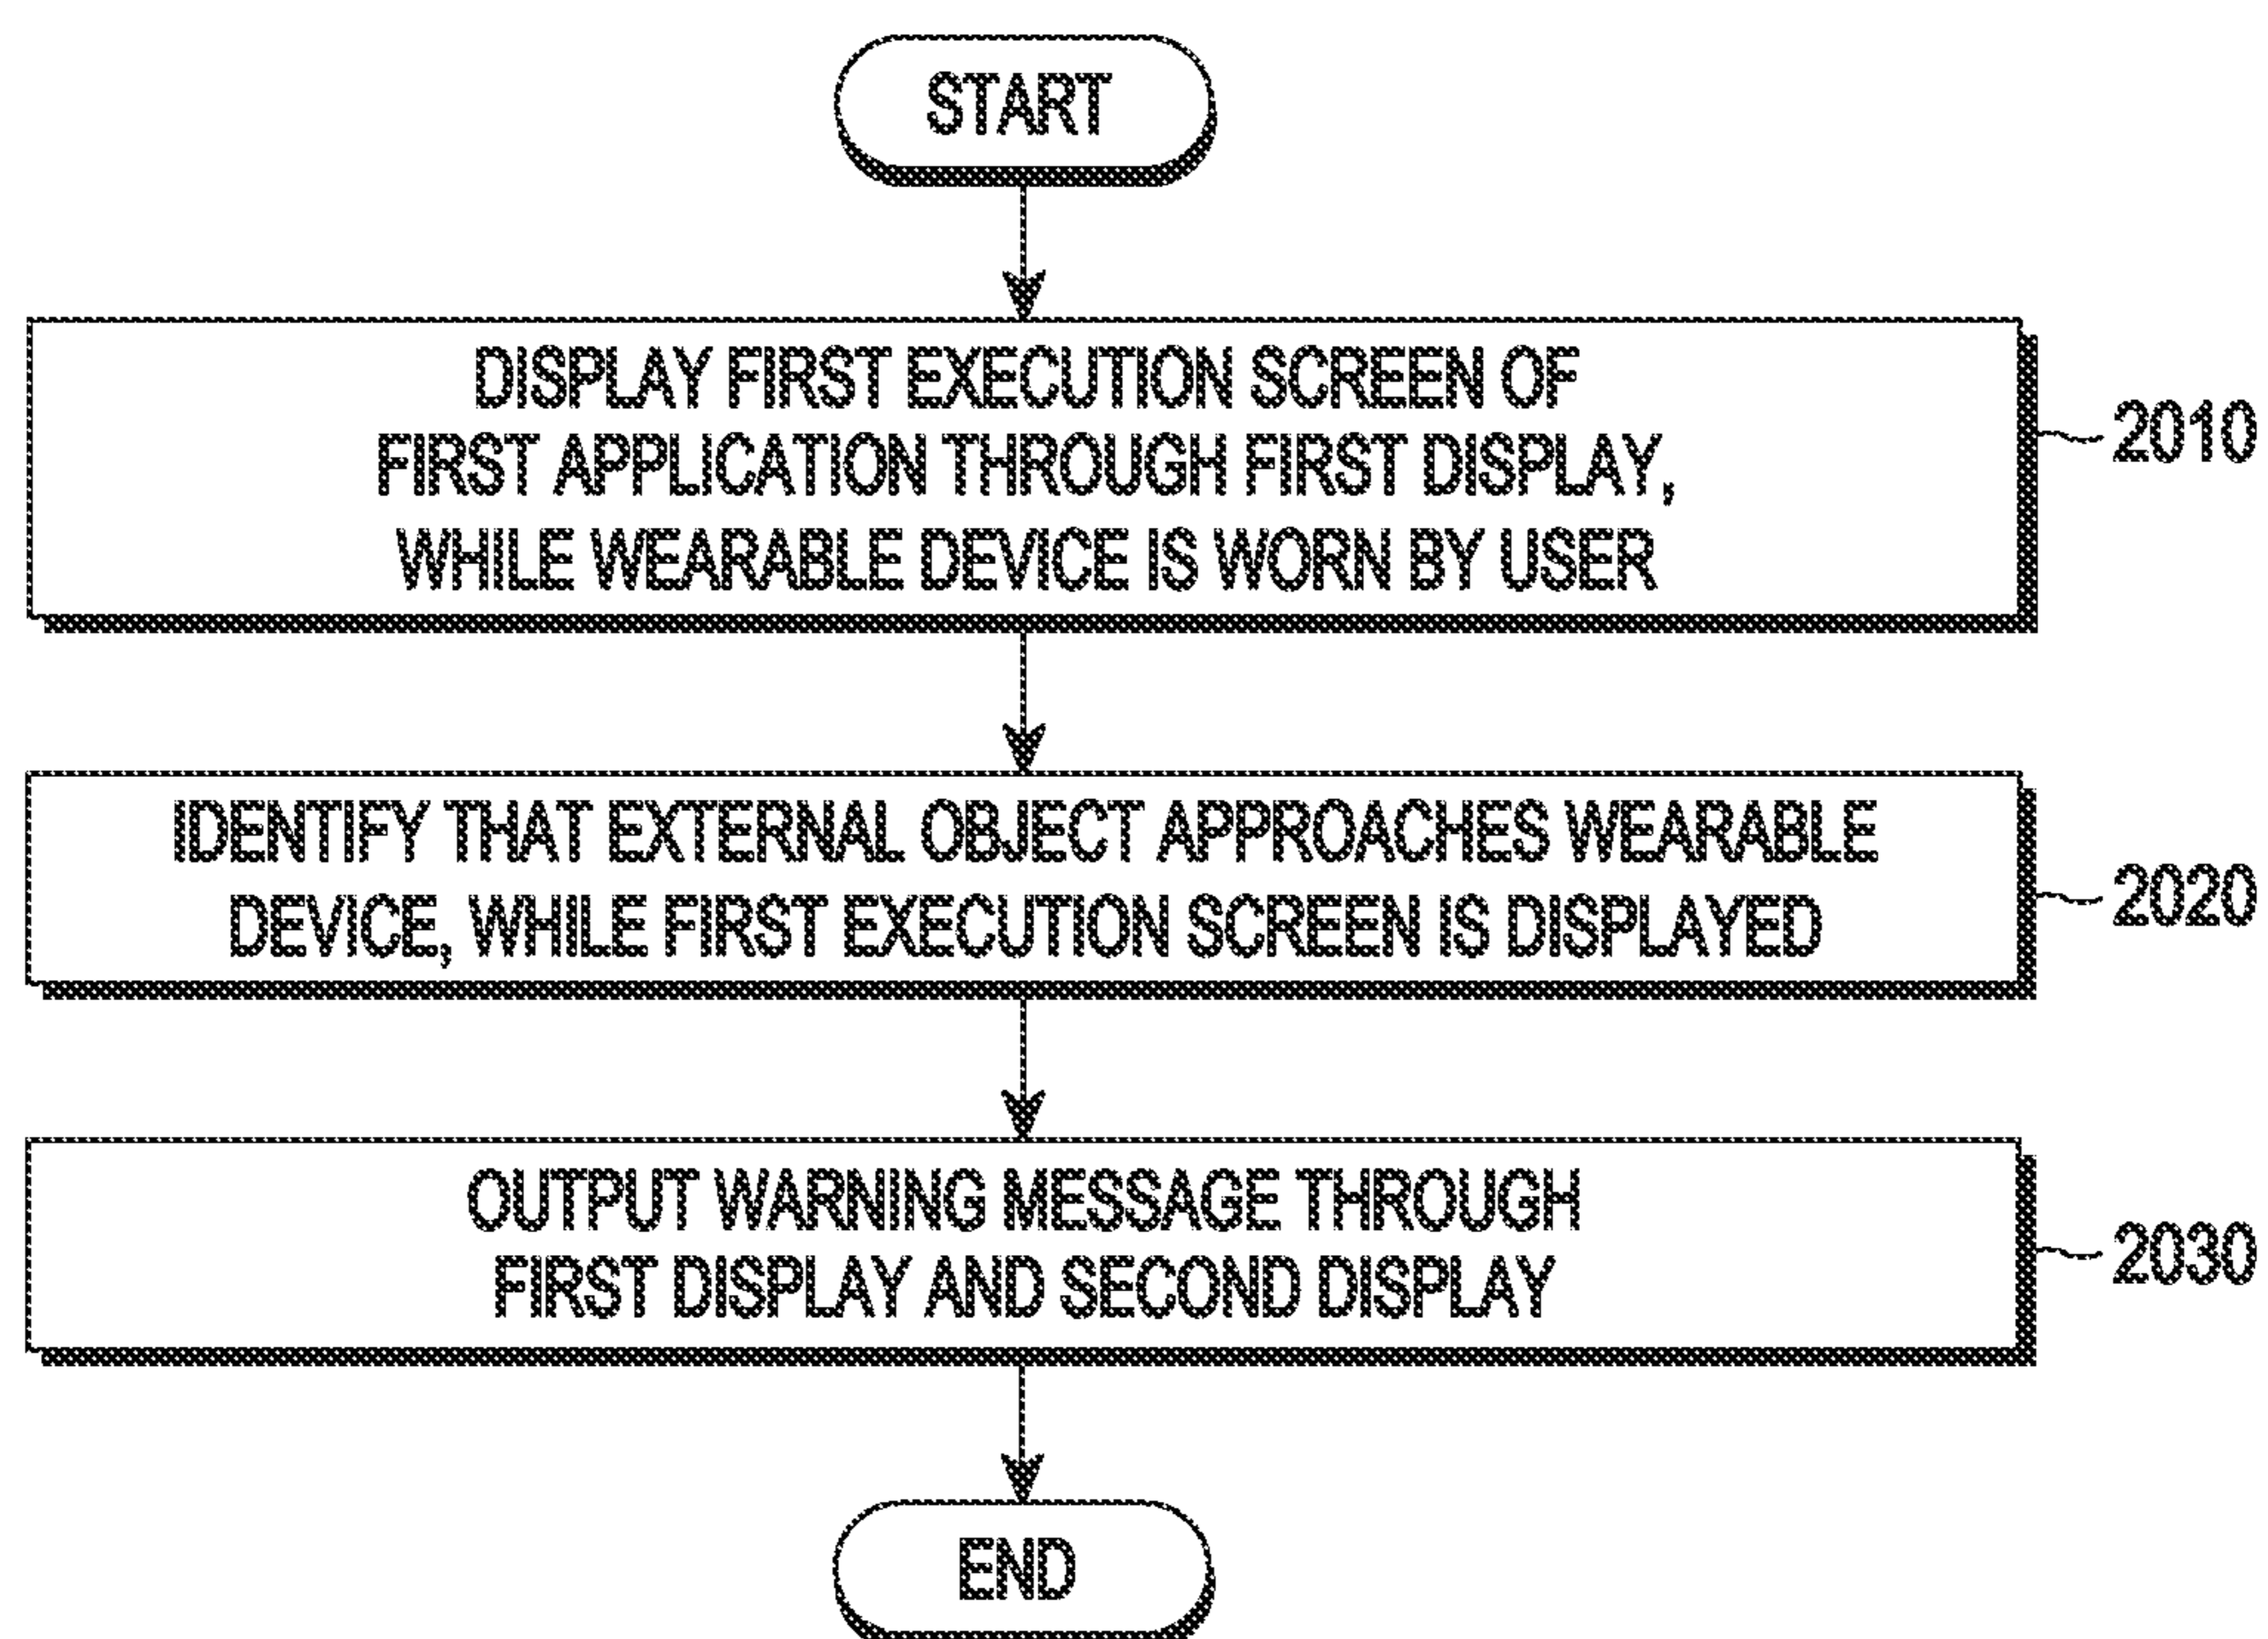 START
DISPLAY FIRST EXECUTION SCREEN OF
FIRST APPLICATION THROUGH FIRST DISPLAY,
WHILE WEARABLE DEVICE IS WORN BY USER
2010
IDENTIFY THAT EXTERNAL OBJECT APPROACHES WEARABLE
DEVICE, WHILE FIRST EXECUTION SCREEN IS DISPLAYED
2020
OUTPUT WARNING MESSAGE THROUGH
FIRST DISPLAY AND SECOND DISPLAY
2030
END